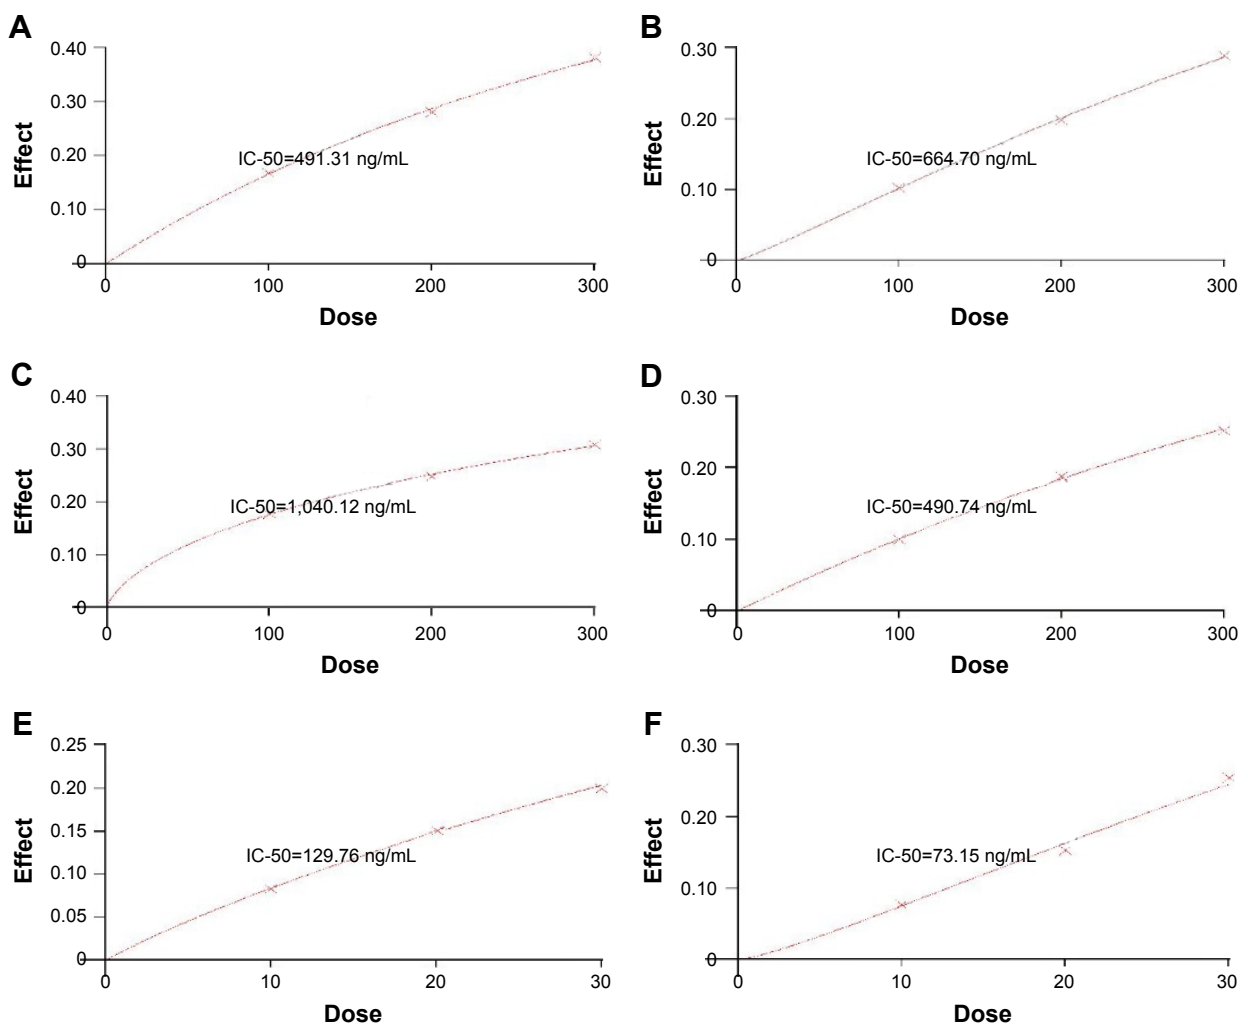 A
Effect
0.40
0.30
0.20
0.10
0
IC-50=491.31 ng/mL
0 100 200 300
Dose
B
Effect
0.30
0.20
0.10
0
IC-50=664.70 ng/mL
0 100 200 300
Dose
C
Effect
0.40
0.30
0.20
0.10
0
IC-50=1,040.12 ng/mL
0 100 200 300
Dose
D
Effect
0.30
0.20
0.10
0
IC-50=490.74 ng/mL
0 100 200 300
Dose
E
Effect
0.25
0.20
0.15
0.10
0.05
0
IC-50=129.76 ng/mL
0 10 20 30
Dose
F
Effect
0.30
0.20
0.10
0
IC-50=73.15 ng/mL
0 10 20 30
Dose